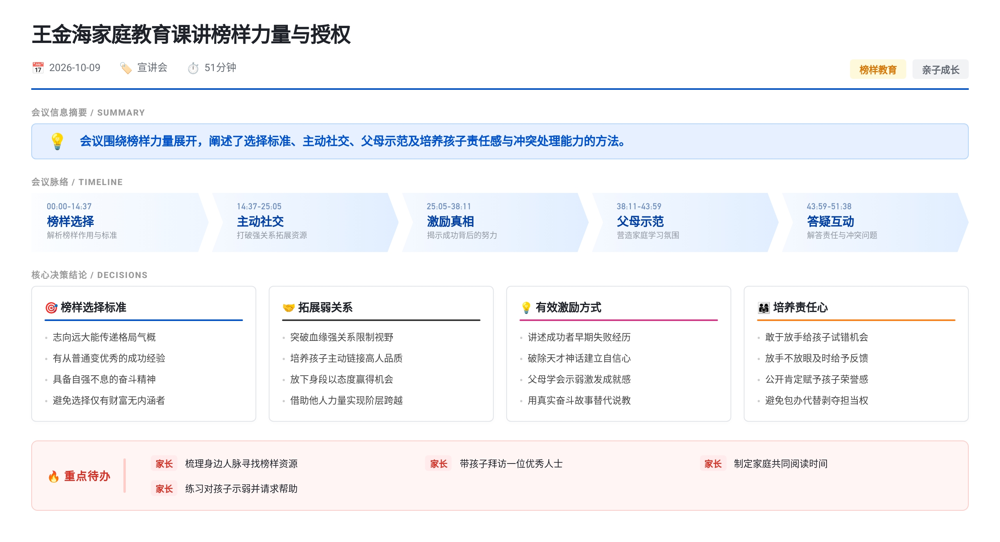 王金海家庭教育课讲榜样力量与授权
2026-10-09 宣讲会 51分钟
榜样教育 亲子成长
会议信息摘要 / SUMMARY
会议围绕榜样力量展开，阐述了选择标准、主动社交、父母示范及培养孩子责任感与冲突处理能力的方法。
会议脉络 / TIMELINE
00:00-14:37
榜样选择
解析榜样作用与标准
14:37-25:05
主动社交
打破强关系拓展资源
25:05-38:11
激励真相
揭示成功背后的努力
38:11-43:59
父母示范
营造家庭学习氛围
43:59-51:38
答疑互动
解答责任与冲突问题
核心决策结论 / DECISIONS
榜样选择标准
• 志向远大能传递格局气概
• 有从普通变优秀的成功经验
• 具备自强不息的奋斗精神
• 避免选择仅有财富无内涵者
拓展弱关系
• 突破血缘强关系限制视野
• 培养孩子主动链接高人品质
• 放下身段以态度赢得机会
• 借助他人力量实现阶层跨越
有效激励方式
• 讲述成功者早期失败经历
• 破除天才神话建立自信心
• 父母学会示弱激发成就感
• 用真实奋斗故事替代说教
培养责任心
• 敢于放手给孩子试错机会
• 放手不放眼及时给予反馈
• 公开肯定赋予孩子荣誉感
• 避免包办代替剥夺担当权
重点待办
家长 梳理身边人脉寻找榜样资源
家长 带孩子拜访一位优秀人士
家长 制定家庭共同阅读时间
家长 练习对孩子示弱并请求帮助